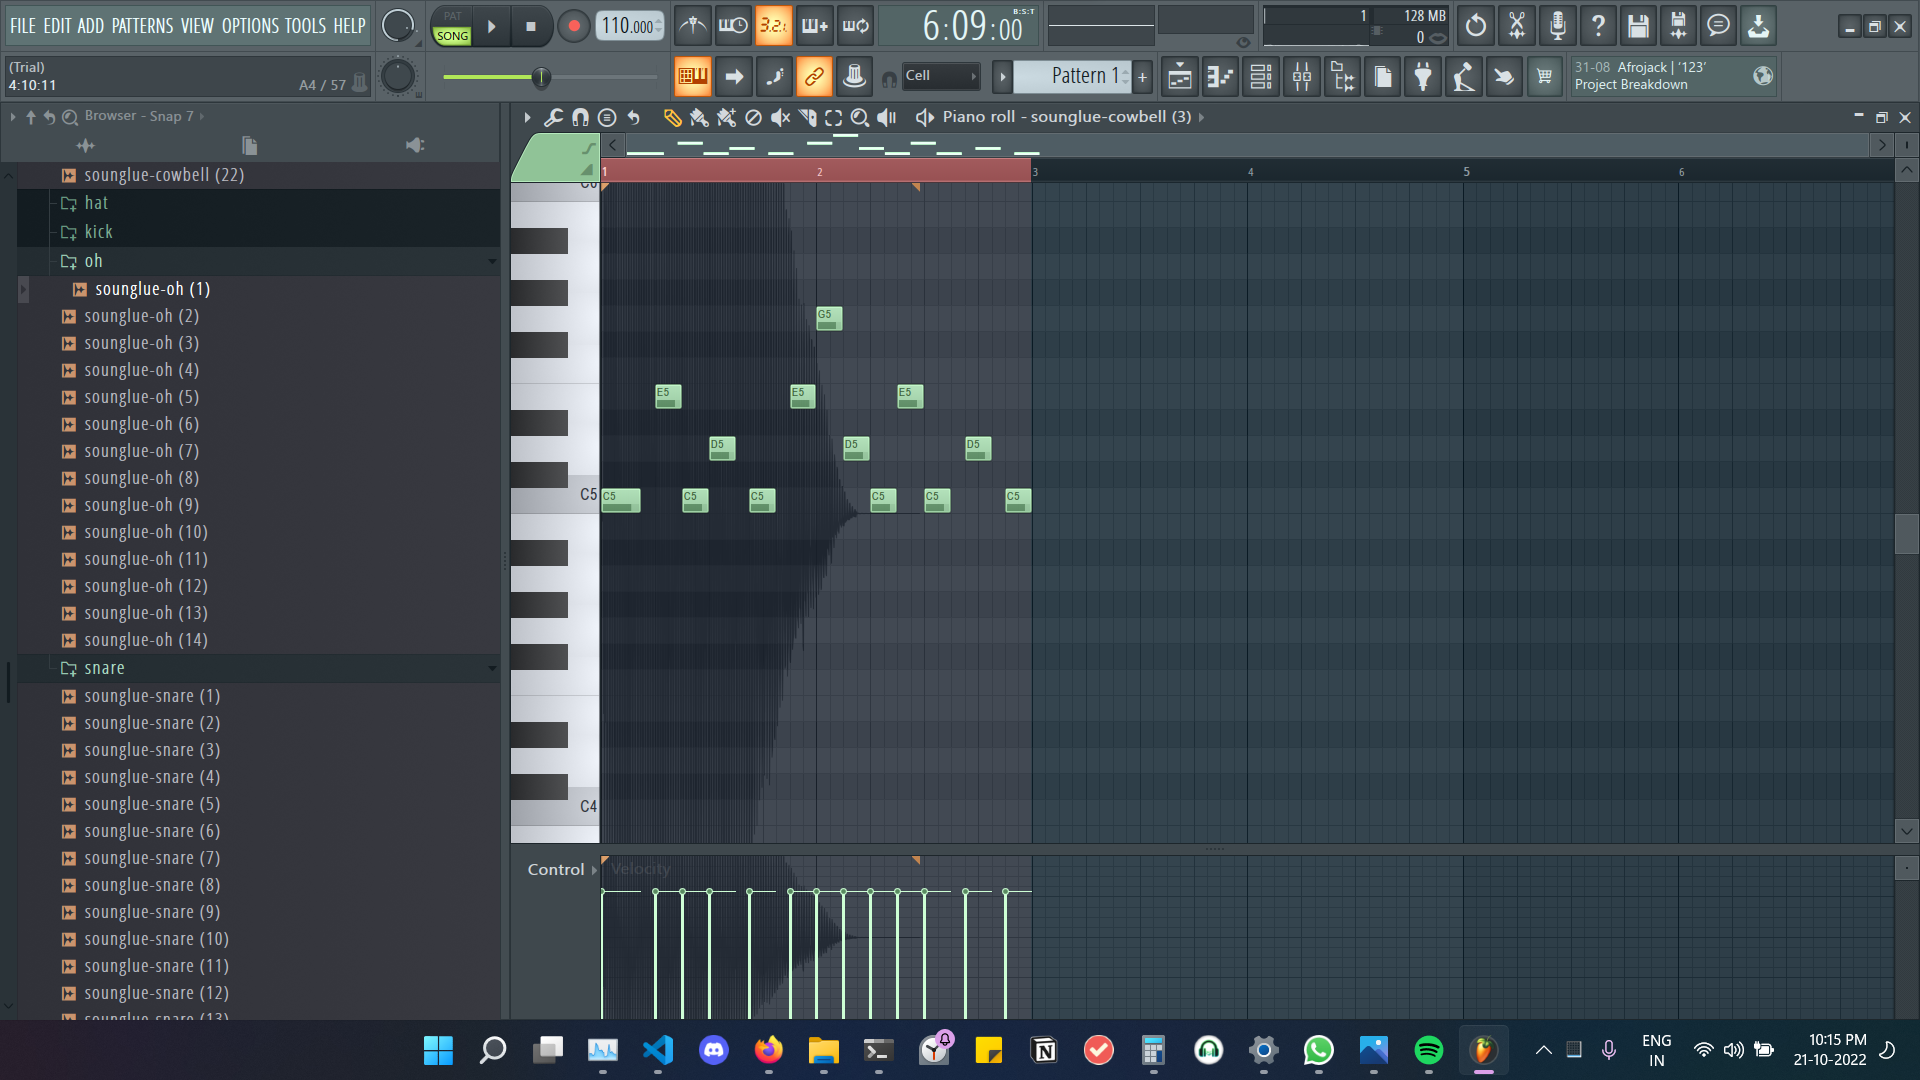 FILE EDIT ADD PATTERNS VIEW OPTIONS TOOLS HELP
PAT
SONG
110.000
3.2.
B:S:T
6:09:00
1
128 MB
0
(Trial)
4:10:11
A4 / 57
Cell
Pattern 1
31-08 Afrojack | '123'
Project Breakdown
Browser - Snap 7
Piano roll - sounglue-cowbell (3)
sounglue-cowbell (22)
hat
kick
oh
sounglue-oh (1)
sounglue-oh (2)
sounglue-oh (3)
sounglue-oh (4)
sounglue-oh (5)
sounglue-oh (6)
sounglue-oh (7)
sounglue-oh (8)
sounglue-oh (9)
sounglue-oh (10)
sounglue-oh (11)
sounglue-oh (12)
sounglue-oh (13)
sounglue-oh (14)
snare
sounglue-snare (1)
sounglue-snare (2)
sounglue-snare (3)
sounglue-snare (4)
sounglue-snare (5)
sounglue-snare (6)
sounglue-snare (7)
sounglue-snare (8)
sounglue-snare (9)
sounglue-snare (10)
sounglue-snare (11)
sounglue-snare (12)
sounglue-snare (13)
1 2 3 4 5 6
C6
G5
E5 E5 E5
D5 D5 D5
C5 C5 C5 C5 C5 C5 C5
C4
Control
Velocity
ENG
IN
10:15 PM
21-10-2022